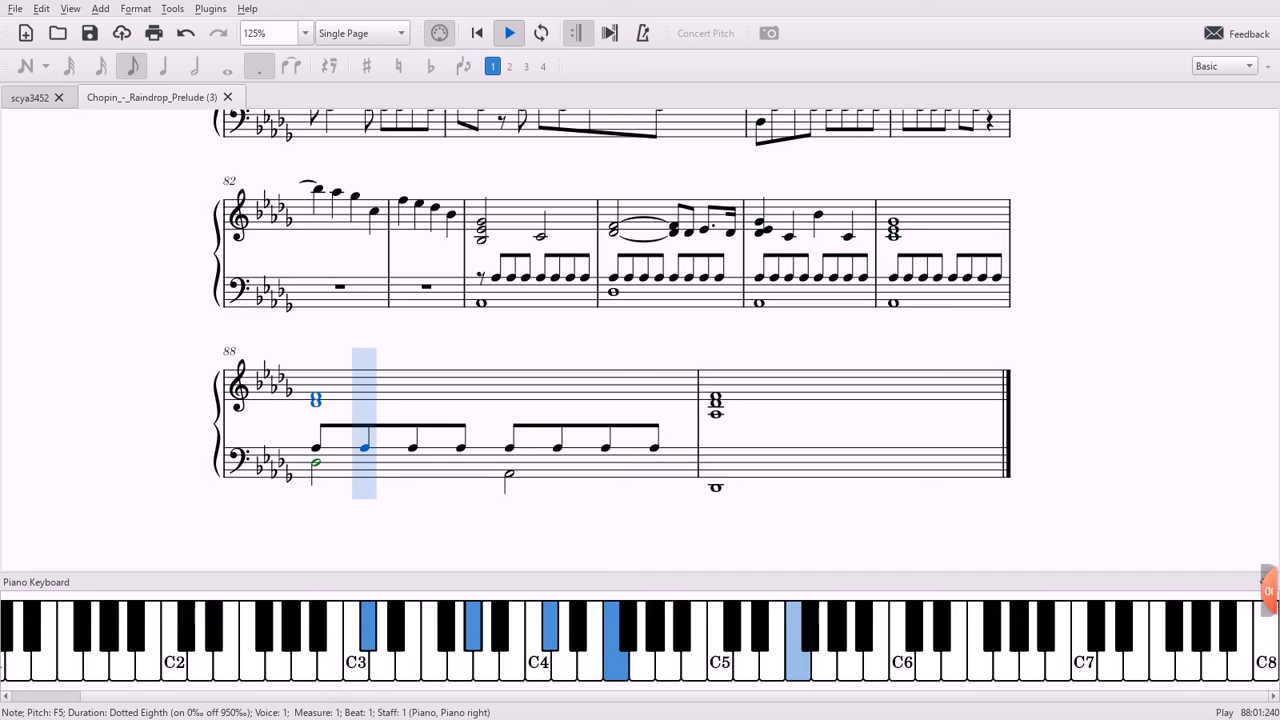 File Edit View Add Format Tools Plugins Help
125% Single Page Concert Pitch Feedback
1 2 3 4 Basic
scya3452 Chopin_-_Raindrop_Prelude (3)
82
88
Piano Keyboard
C2 C3 C4 C5 C6 C7 C8
Note; Pitch: F5; Duration: Dotted Eighth (on 0‰ off 950‰); Voice: 1; Measure: 1; Beat: 1; Staff: 1 (Piano, Piano right) Play 88:01:240